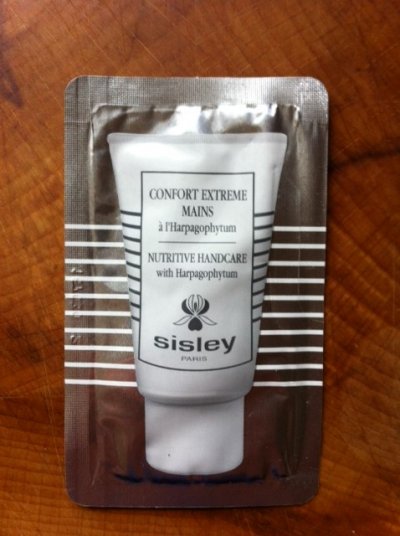 CONFORT EXTREME
MAINS
à l'Harpagophytum
NUTRITIVE HANDCARE
with Harpagophytum
sisley
PARIS